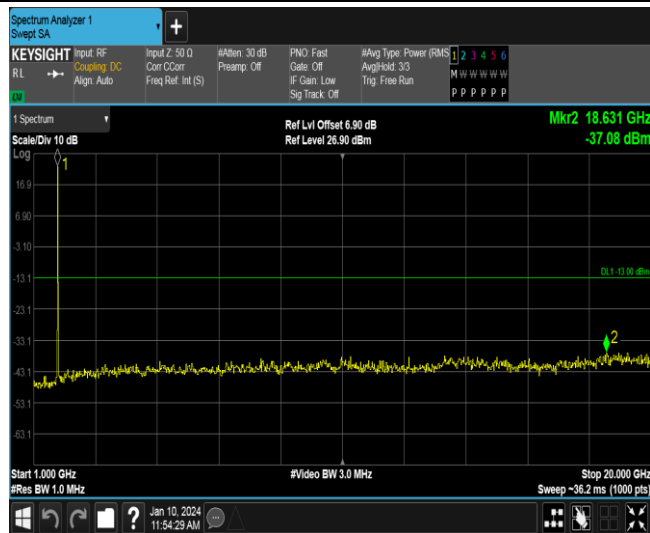 Spectrum Analyzer 1
Swept SA
+
KEYSIGHT
RL
Input: RF
Coupling: DC
Align: Auto
Input Z: 50 Ω
Corr CCorr
Freq Ref: Int (S)
#Atten: 30 dB
Preamp: Off
PNO: Fast
Gate: Off
IF Gain: Low
Sig Track: Off
#Avg Type: Power (RMS
Avg|Hold: 3/3
Trig: Free Run
1 2 3 4 5 6
M W W W W W
P P P P P P
1 Spectrum
Scale/Div 10 dB
Ref Lvl Offset 6.90 dB
Ref Level 26.90 dBm
Mkr2 18.631 GHz
-37.08 dBm
Log
1
16.9
6.90
-3.10
-13.1
DL1 -13.00 dBm
-23.1
-33.1
2
-43.1
-53.1
-63.1
Start 1.000 GHz
#Video BW 3.0 MHz
Stop 20.000 GHz
#Res BW 1.0 MHz
Sweep ~36.2 ms (1000 pts)
?
Jan 10, 2024
11:54:29 AM